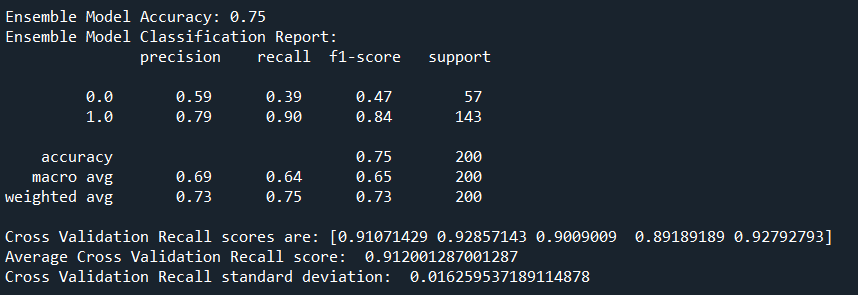 Ensemble Model Accuracy: 0.75
Ensemble Model Classification Report:
precision recall f1-score support
0.0 0.59 0.39 0.47 57
1.0 0.79 0.90 0.84 143
accuracy 0.75 200
macro avg 0.69 0.64 0.65 200
weighted avg 0.73 0.75 0.73 200
Cross Validation Recall scores are: [0.91071429 0.92857143 0.9009009  0.89189189 0.92792793]
Average Cross Validation Recall score:  0.912001287001287
Cross Validation Recall standard deviation:  0.016259537189114878